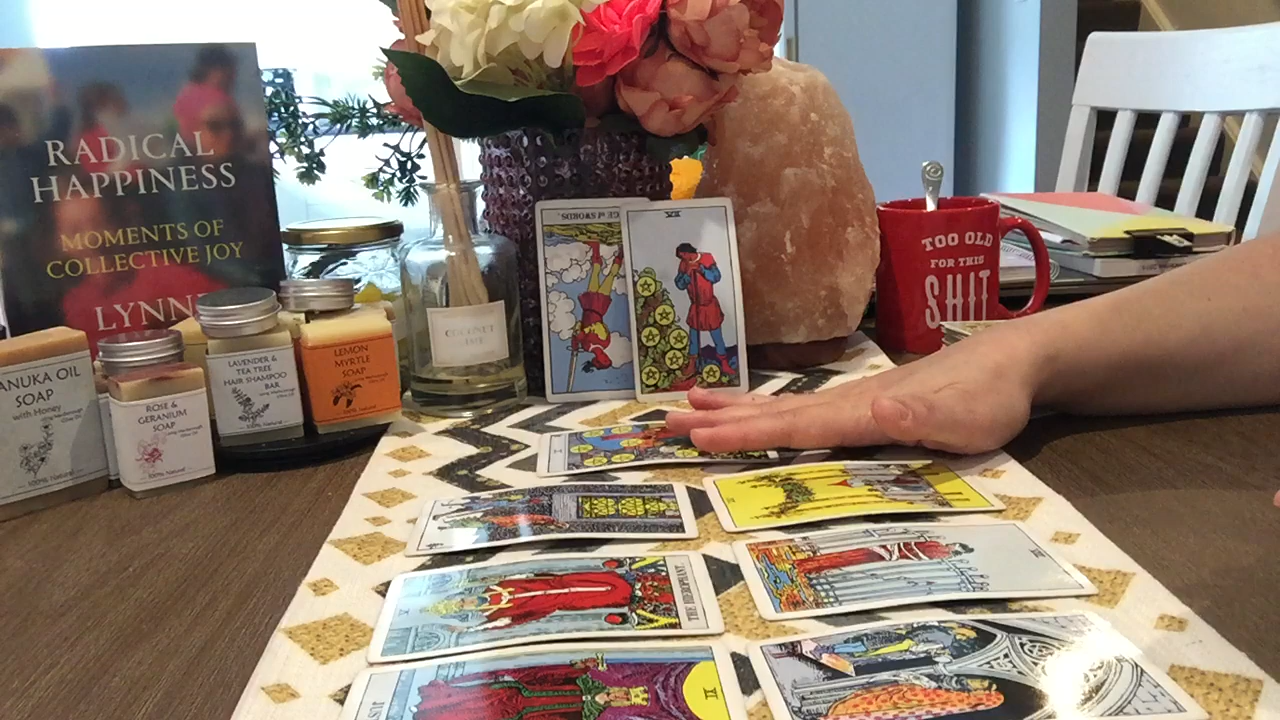 RADICAL
HAPPINESS
MOMENTS OF
COLLECTIVE JOY
LYNN
ANUKA OIL
SOAP
with Honey
100% Natural
ROSE &
GERANIUM
SOAP
100% Natural
LAVENDER &
TEA TREE
HAIR SHAMPOO
BAR
100% Natural
LEMON
MYRTLE
SOAP
100% Natural
COCONUT
LIME
CE of SWORDS.
VII
TOO OLD
FOR THIS
SHIT
THE HIEROPHANT.